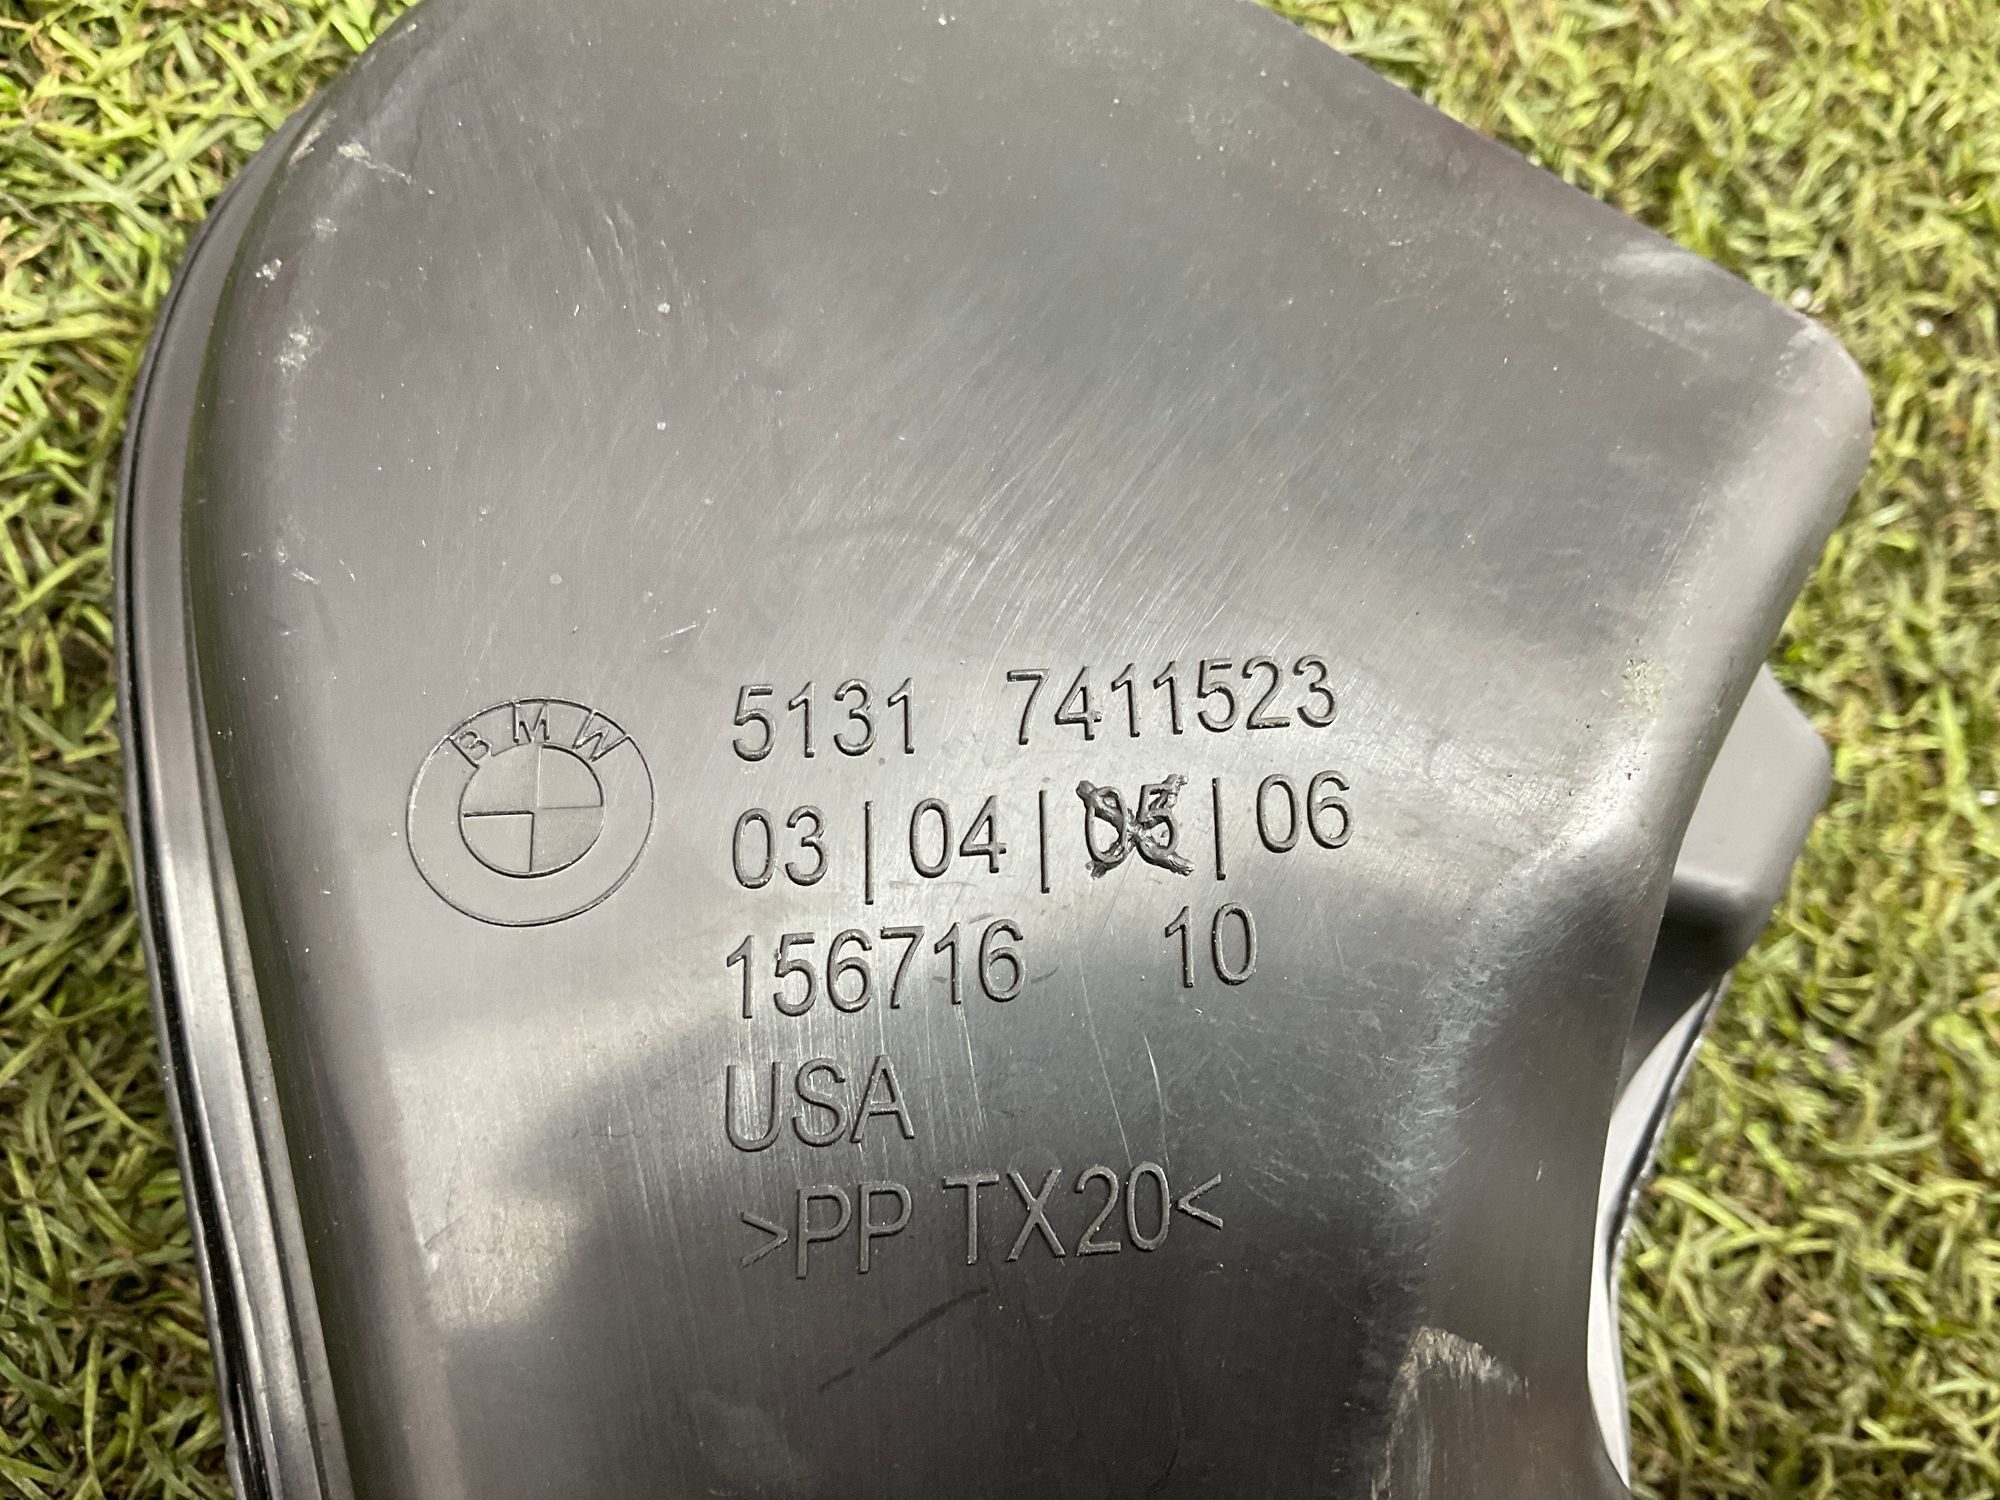 BMW
5131 7411523
03|04|05|06
156716 10
USA
>PP TX20<